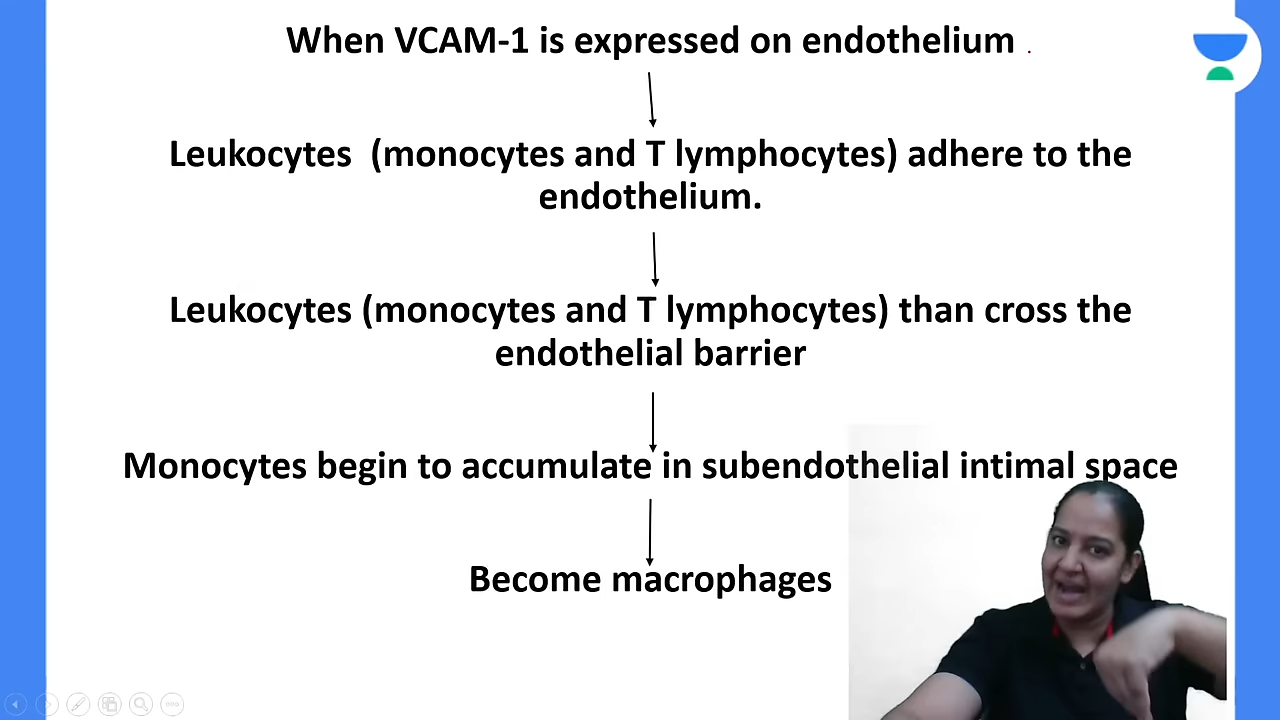 When VCAM-1 is expressed on endothelium .
Leukocytes (monocytes and T lymphocytes) adhere to the
endothelium.
Leukocytes (monocytes and T lymphocytes) than cross the
endothelial barrier
Monocytes begin to accumulate in subendothelial intimal space
Become macrophages